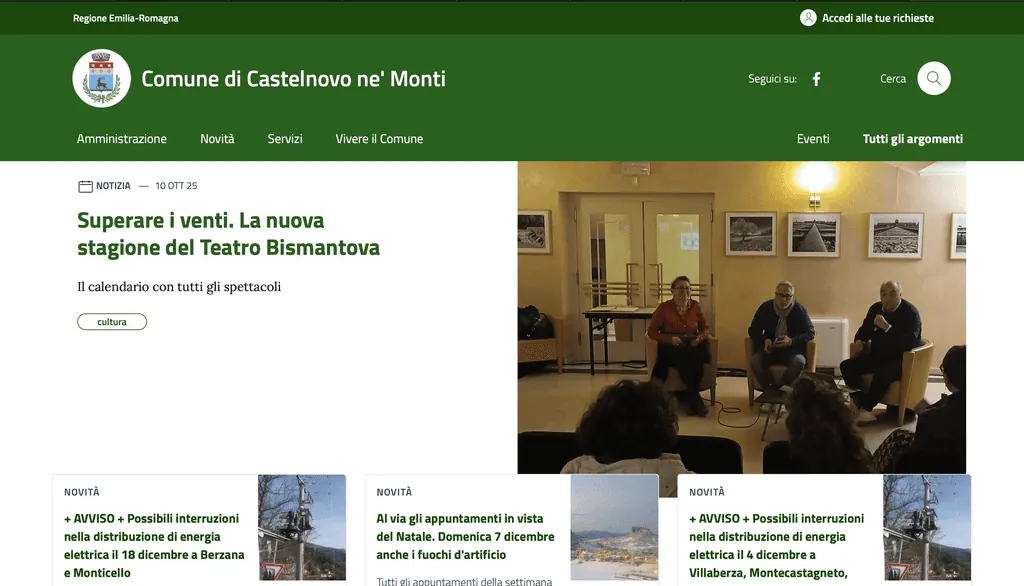 Regione Emilia-Romagna
Accedi alle tue richieste
Comune di Castelnovo ne' Monti
Seguici su:
Cerca
Amministrazione
Novità
Servizi
Vivere il Comune
Eventi
Tutti gli argomenti
NOTIZIA — 10 OTT 25
Superare i venti. La nuova
stagione del Teatro Bismantova
Il calendario con tutti gli spettacoli
cultura
NOVITÀ
+ AVVISO + Possibili interruzioni
nella distribuzione di energia
elettrica il 18 dicembre a Berzana
e Monticello
NOVITÀ
Al via gli appuntamenti in vista
del Natale. Domenica 7 dicembre
anche i fuochi d'artificio
Tutti gli appuntamenti della settimana
NOVITÀ
+ AVVISO + Possibili interruzioni
nella distribuzione di energia
elettrica il 4 dicembre a
Villaberza, Montecastagneto,